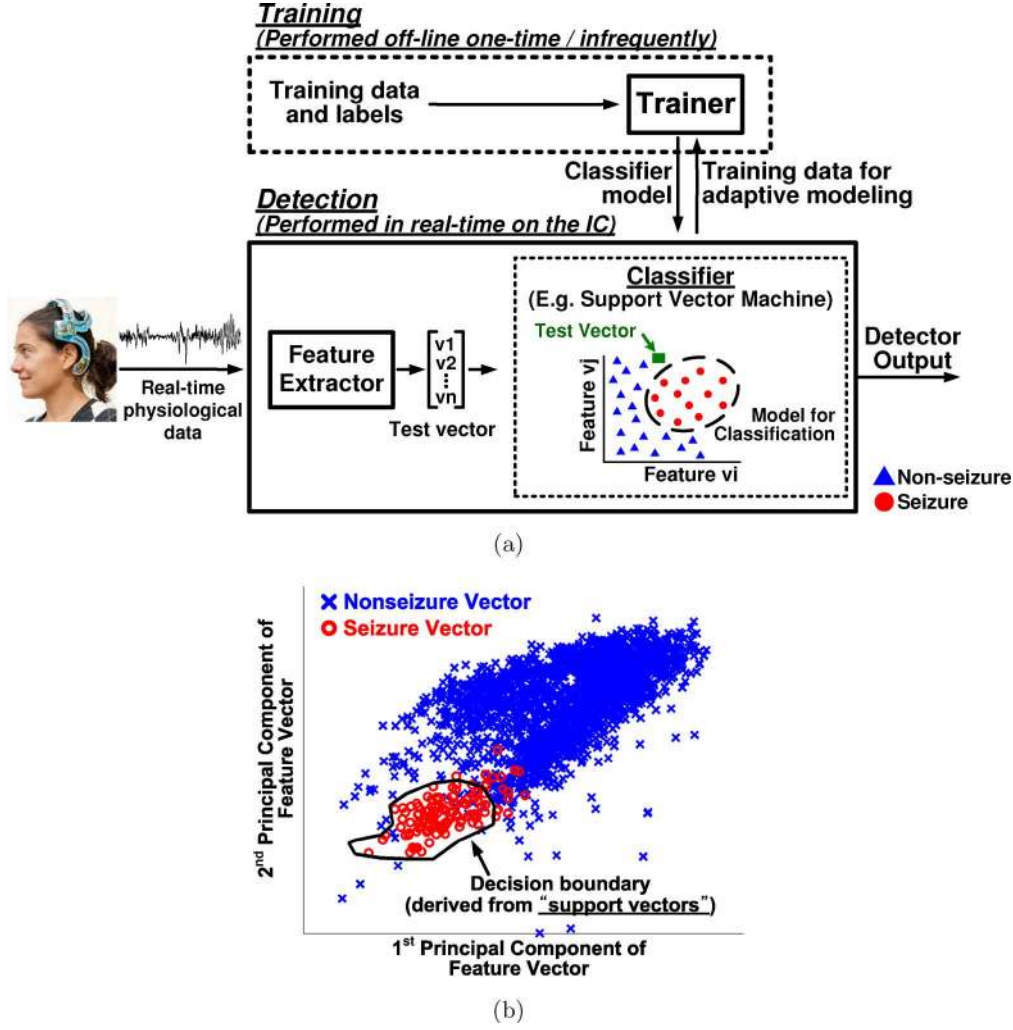 Training
(Performed off-line one-time / infrequently)
Training data
and labels
Trainer
Classifier
model
Training data for
adaptive modeling
Detection
(Performed in real-time on the IC)
Real-time
physiological
data
Feature
Extractor
v1
v2
⋮
vn
Test vector
Classifier
(E.g. Support Vector Machine)
Test Vector
Feature vj
Feature vi
Model for
Classification
Detector
Output
Non-seizure
Seizure
(a)
Nonseizure Vector
Seizure Vector
2nd Principal Component of
Feature Vector
Decision boundary
(derived from "support vectors")
1st Principal Component of
Feature Vector
(b)